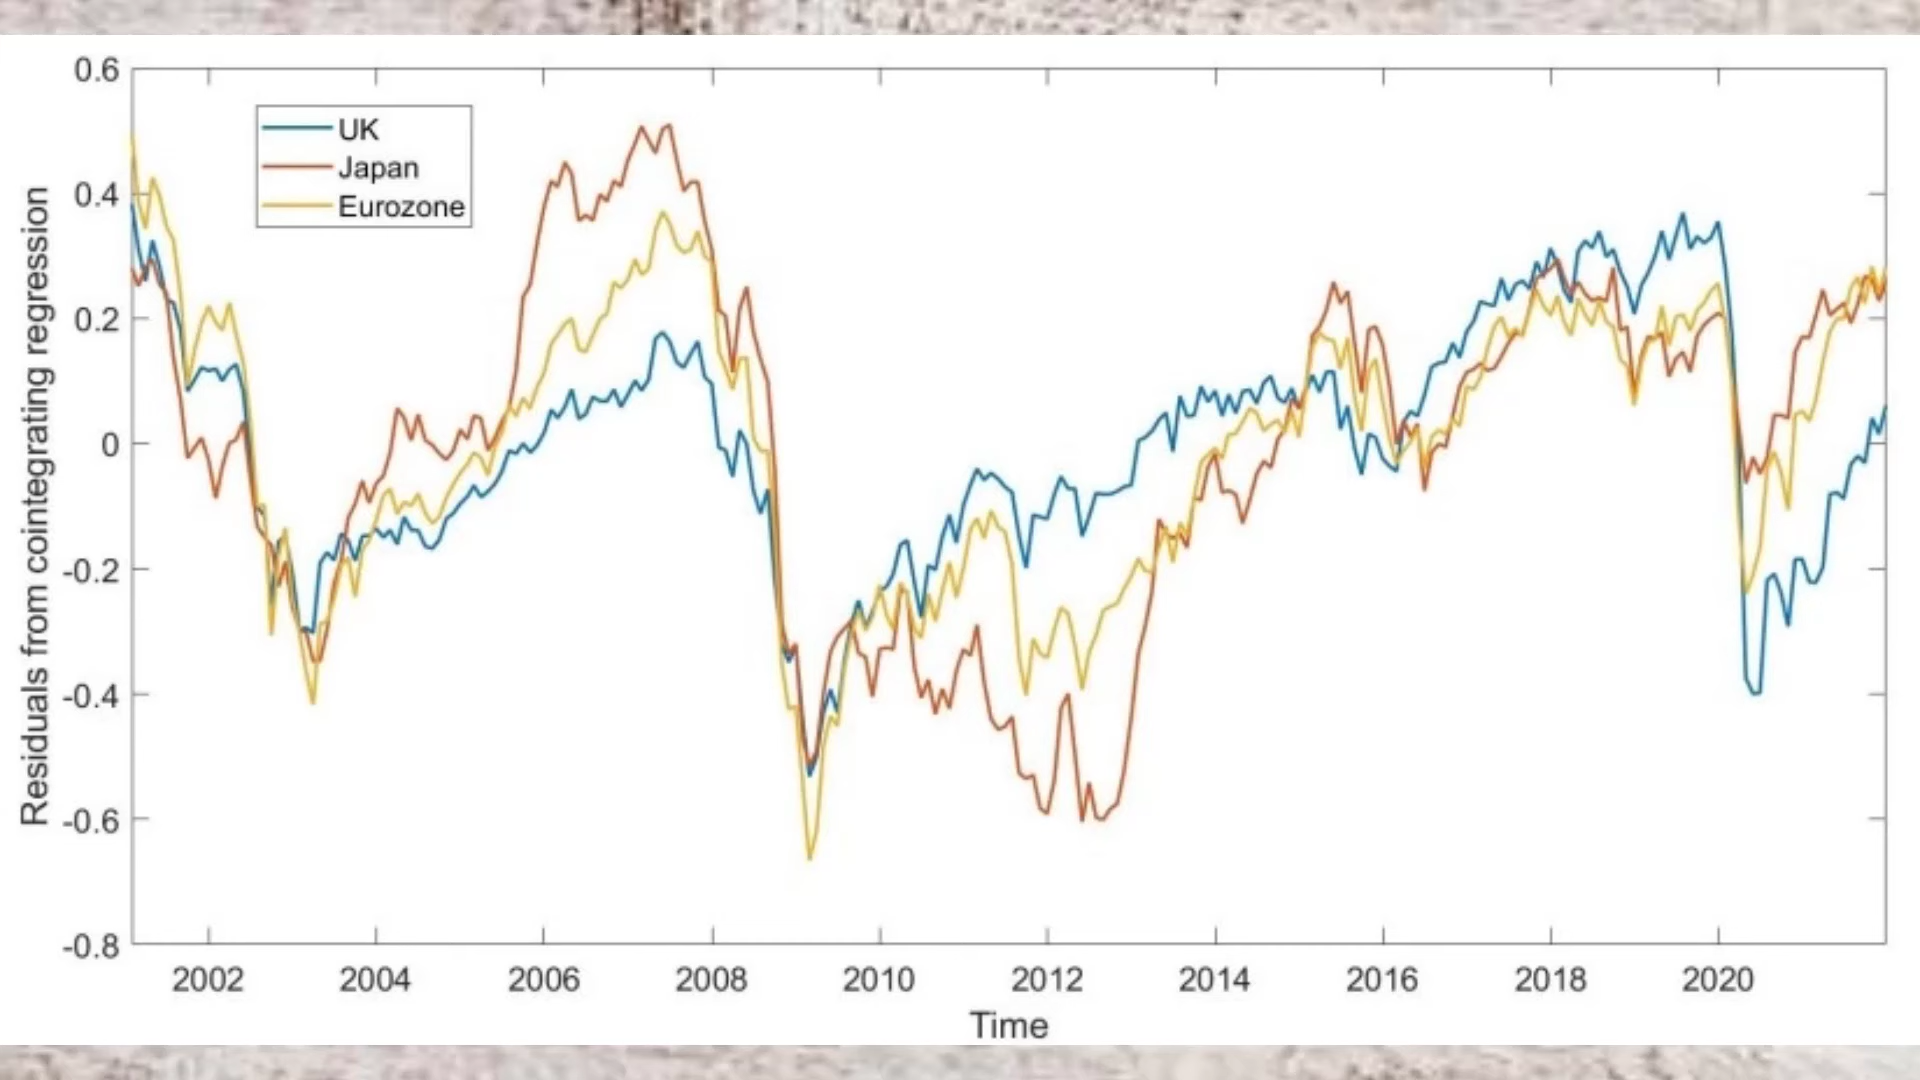 0.6
0.4
0.2
0
-0.2
-0.4
-0.6
-0.8
Residuals from cointegrating regression
UK
Japan
Eurozone
2002 2004 2006 2008 2010 2012 2014 2016 2018 2020
Time